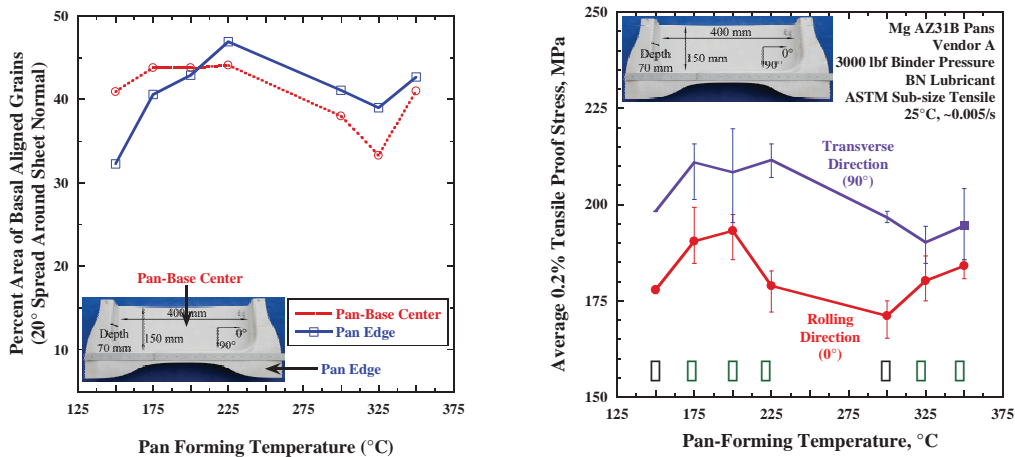 Percent Area of Basal Aligned Grains
(20° Spread Around Sheet Normal)
50
40
30
20
10
Pan-Base Center
400 mm
Depth
70 mm
150 mm
0°
90°
Pan-Base Center
Pan Edge
Pan Edge
125
175
225
275
325
375
Pan Forming Temperature (°C)
Average 0.2% Tensile Proof Stress, MPa
250
225
200
175
150
400 mm
Depth
70 mm
150 mm
0°
90°
Mg AZ31B Pans
Vendor A
3000 lbf Binder Pressure
BN Lubricant
ASTM Sub-size Tensile
25°C, ~0.005/s
Transverse
Direction
(90°)
Rolling
Direction
(0°)
125
175
225
275
325
375
Pan-Forming Temperature, °C